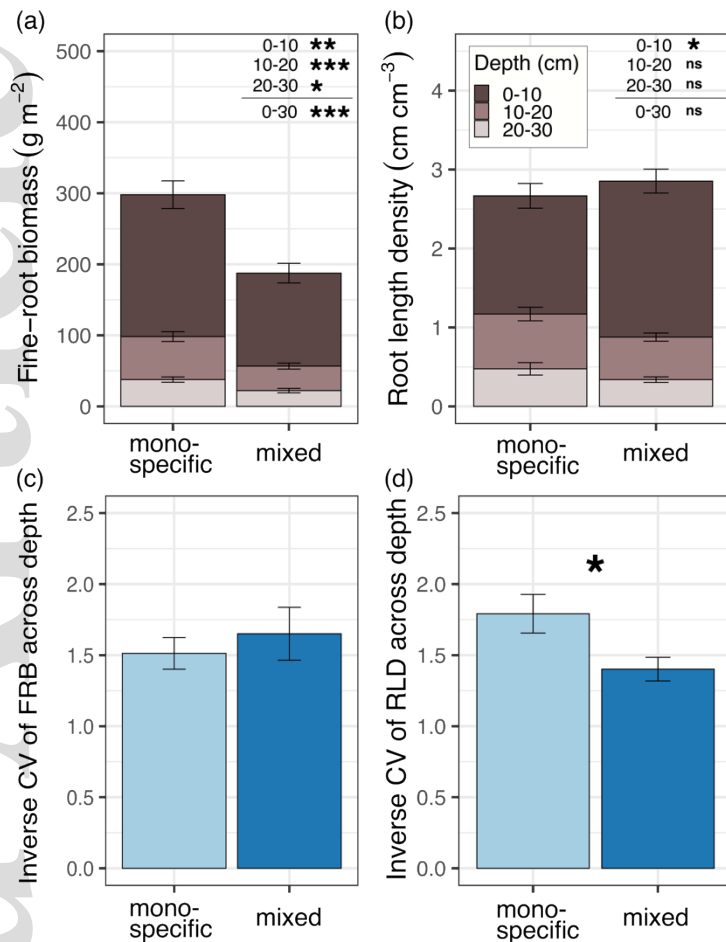 (a)
Fine-root biomass (g m⁻²)
500
400
300
200
100
0
0-10 **
10-20 ***
20-30 *
0-30 ***
mono-
specific
mixed
(b)
Root length density (cm cm⁻³)
4
3
2
1
0
Depth (cm)
0-10
10-20
20-30
0-10 *
10-20 ns
20-30 ns
0-30 ns
mono-
specific
mixed
(c)
Inverse CV of FRB across depth
2.5
2.0
1.5
1.0
0.5
0.0
mono-
specific
mixed
(d)
Inverse CV of RLD across depth
2.5
2.0
1.5
1.0
0.5
0.0
*
mono-
specific
mixed